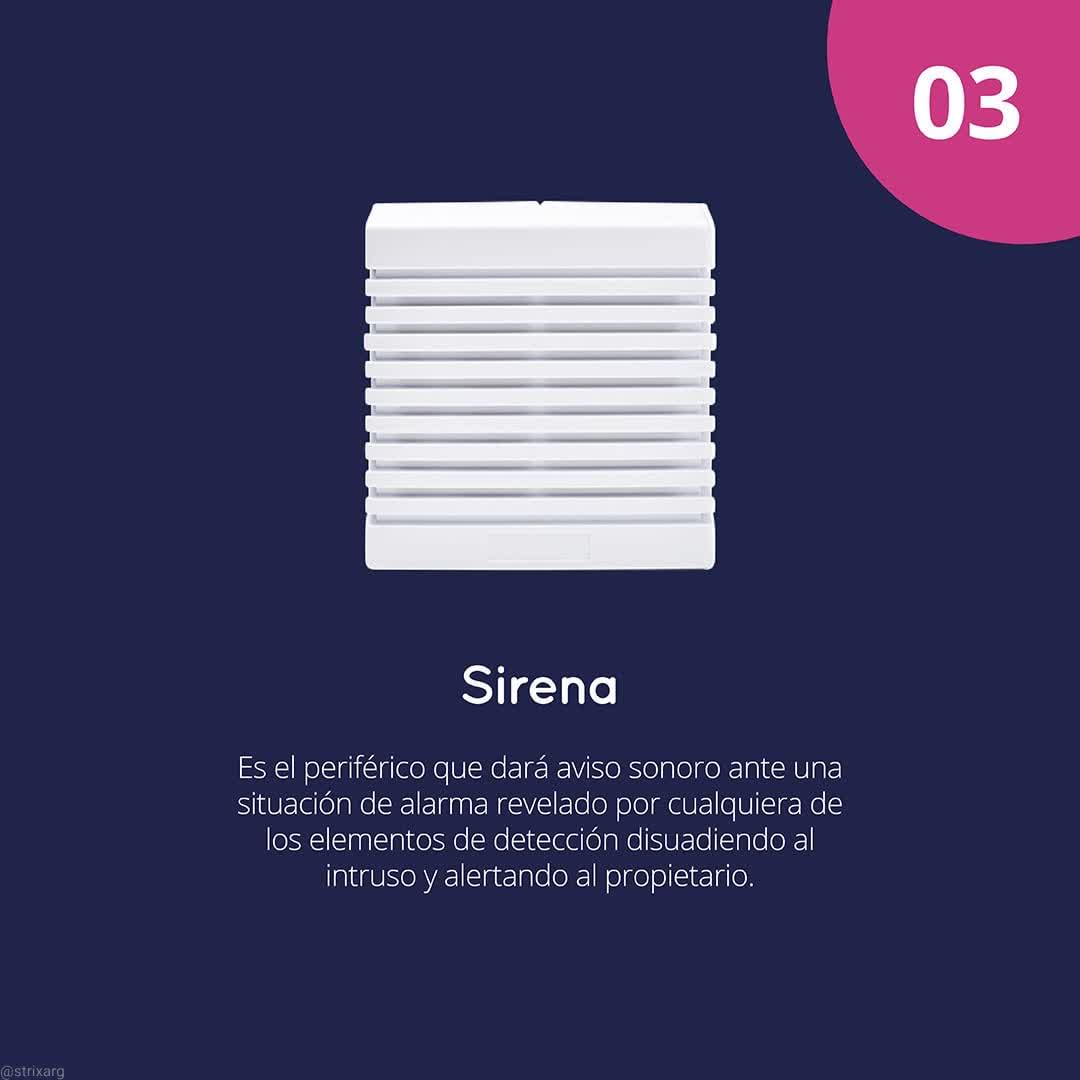 03
Sirena
Es el periférico que dará aviso sonoro ante una
situación de alarma revelado por cualquiera de
los elementos de detección disuadiendo al
intruso y alertando al propietario.
@strixarg